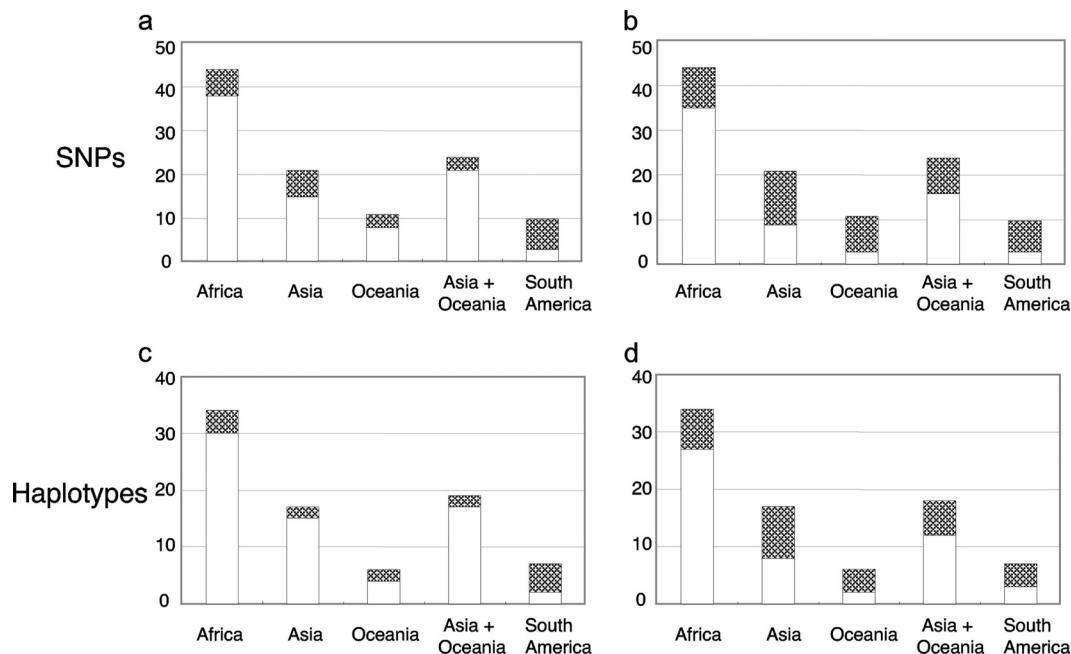 a
50
40
30
20
10
0
Africa
Asia
Oceania
Asia +
Oceania
South
America
b
50
40
30
20
10
0
Africa
Asia
Oceania
Asia +
Oceania
South
America
SNPs
c
40
30
20
10
0
Africa
Asia
Oceania
Asia +
Oceania
South
America
d
40
30
20
10
0
Africa
Asia
Oceania
Asia +
Oceania
South
America
Haplotypes